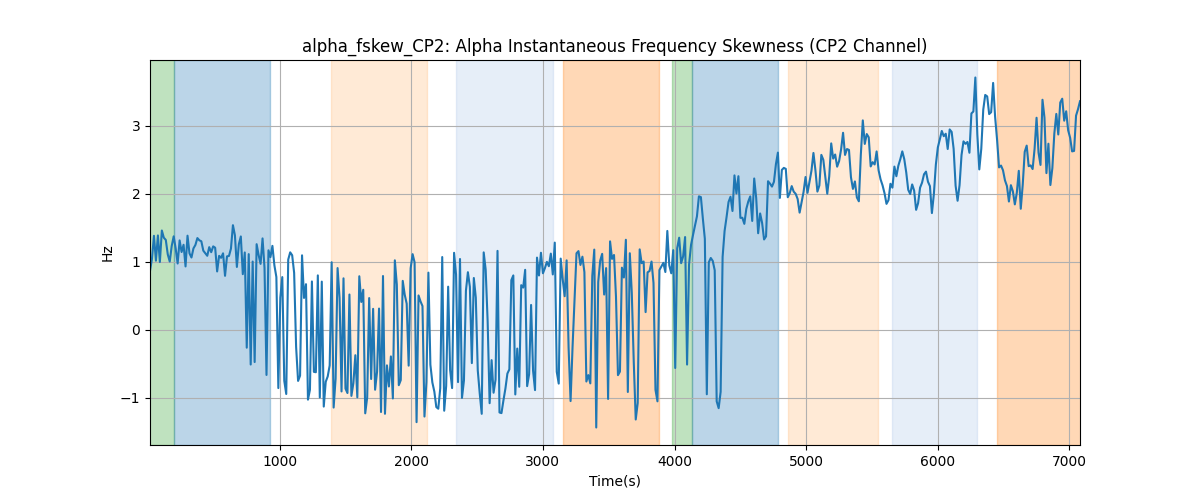 alpha_fskew_CP2: Alpha Instantaneous Frequency Skewness (CP2 Channel)
3
2
1
0
−1
Hz
1000 2000 3000 4000 5000 6000 7000
Time(s)